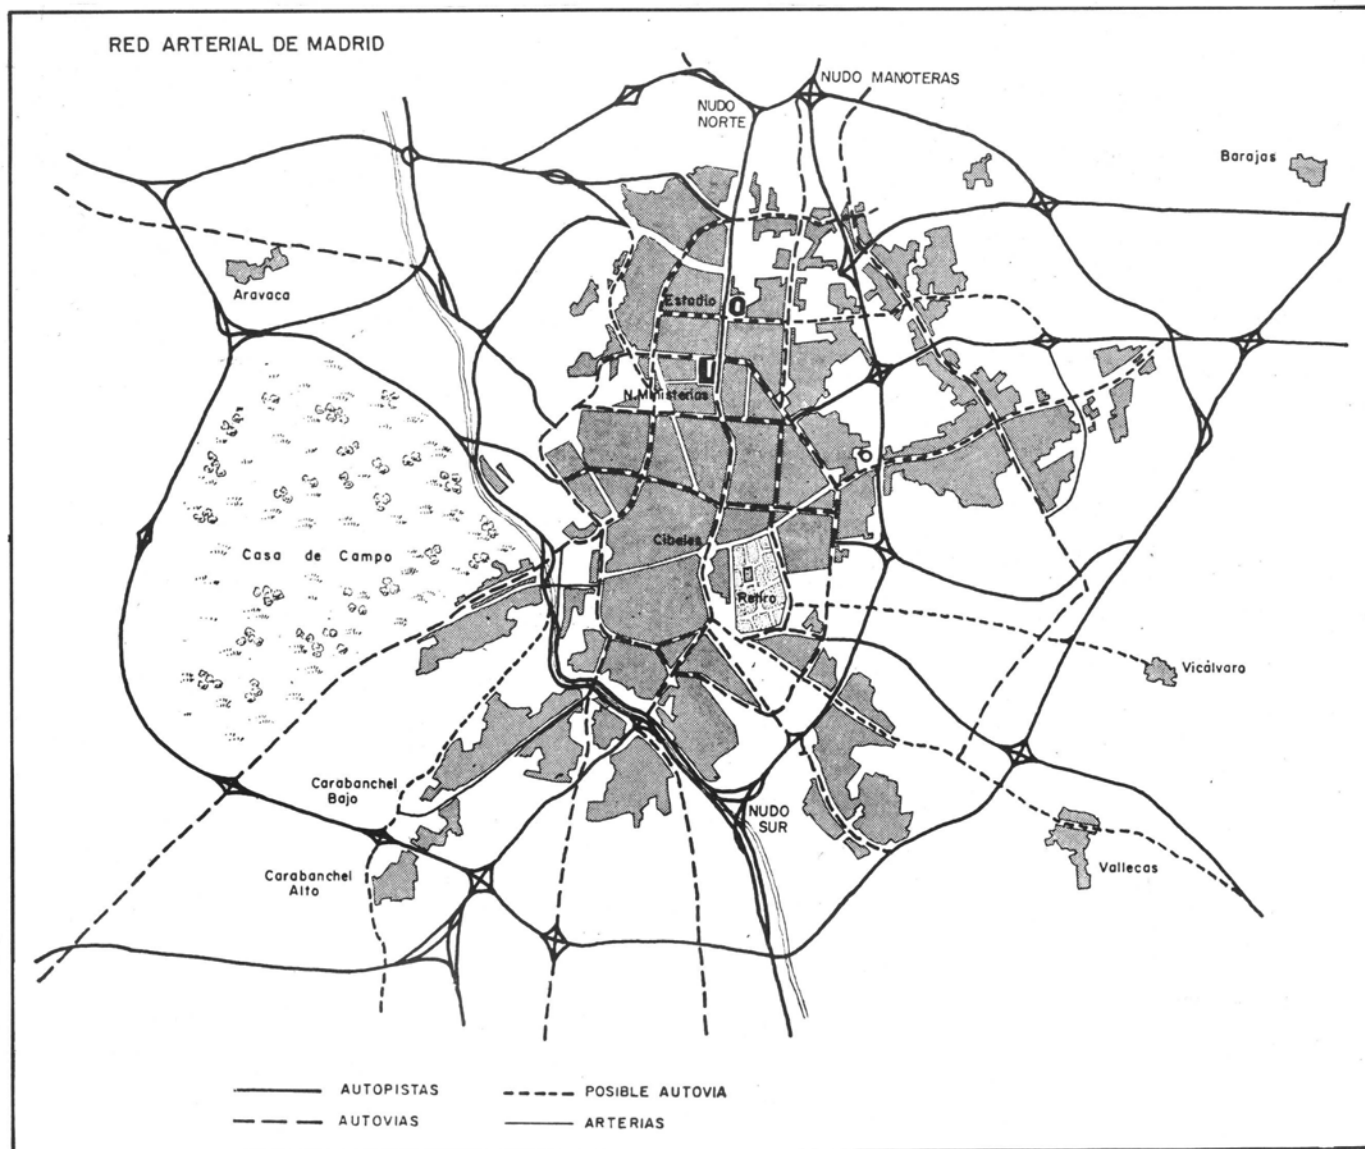 RED ARTERIAL DE MADRID
NUDO MANOTERAS
NUDO
NORTE
Barajas
Aravaca
Estadio
N. Ministerios
Casa de Campo
Cibeles
Retiro
Vicálvaro
Carabanchel
Bajo
NUDO
SUR
Carabanchel
Alto
Vallecas
AUTOPISTAS
POSIBLE AUTOVIA
AUTOVIAS
ARTERIAS